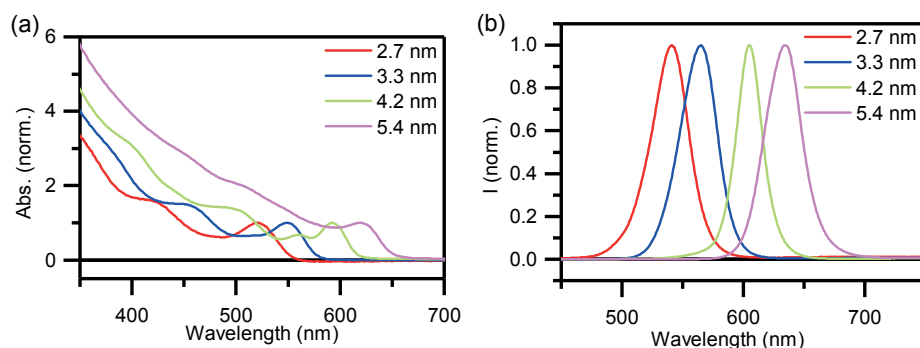 (a)
6
4
2
0
Abs. (norm.)
400 500 600 700
Wavelength (nm)
2.7 nm
3.3 nm
4.2 nm
5.4 nm
(b)
1.0
0.8
0.6
0.4
0.2
0.0
I (norm.)
500 600 700
Wavelength (nm)
2.7 nm
3.3 nm
4.2 nm
5.4 nm